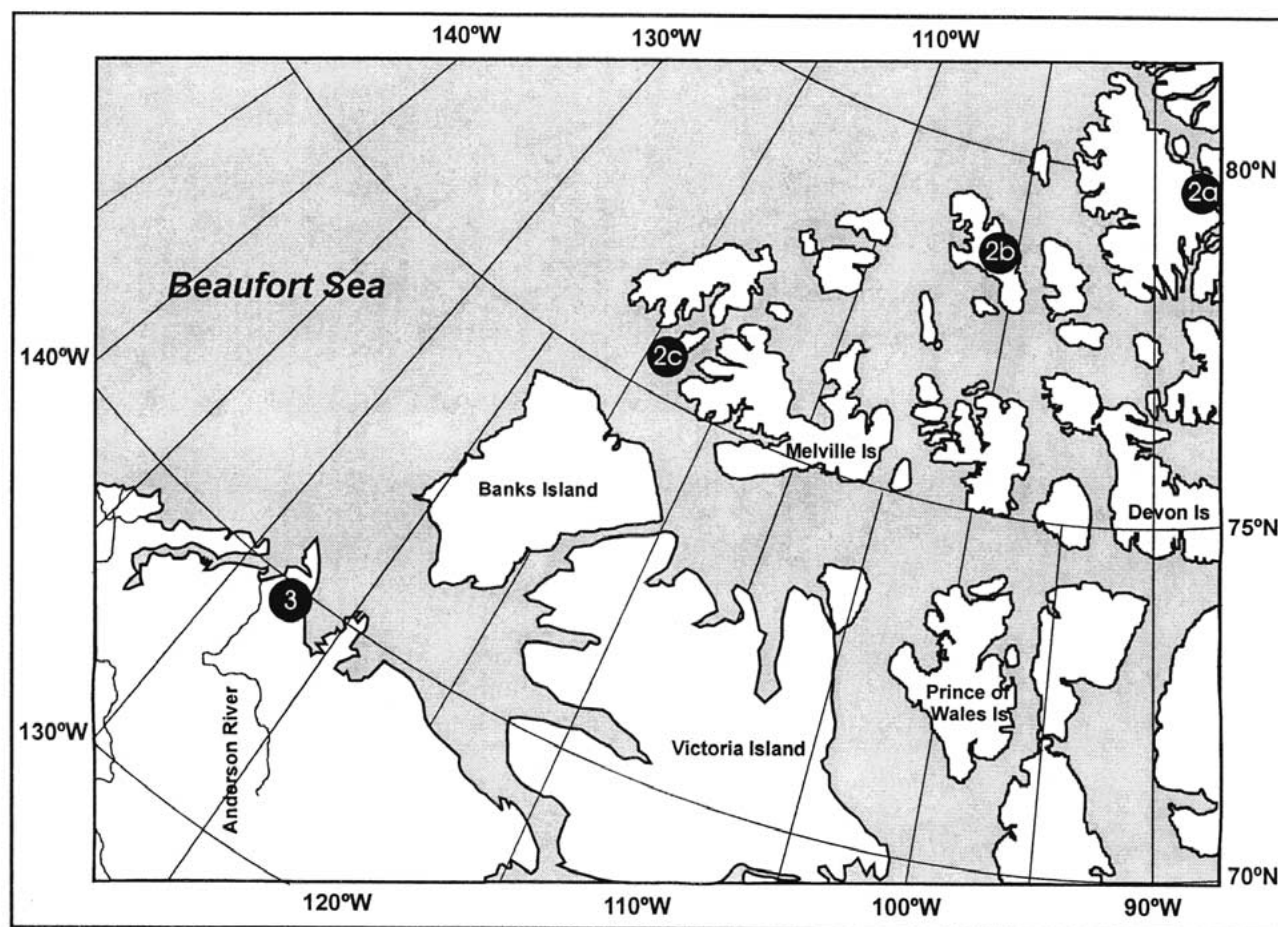 140ºW
130ºW
110ºW
80ºN
2a
2b
Beaufort Sea
140ºW
2c
Melville Is
Banks Island
Devon Is
75ºN
3
Prince of
Wales Is
Anderson River
130ºW
Victoria Island
70ºN
120ºW
110ºW
100ºW
90ºW